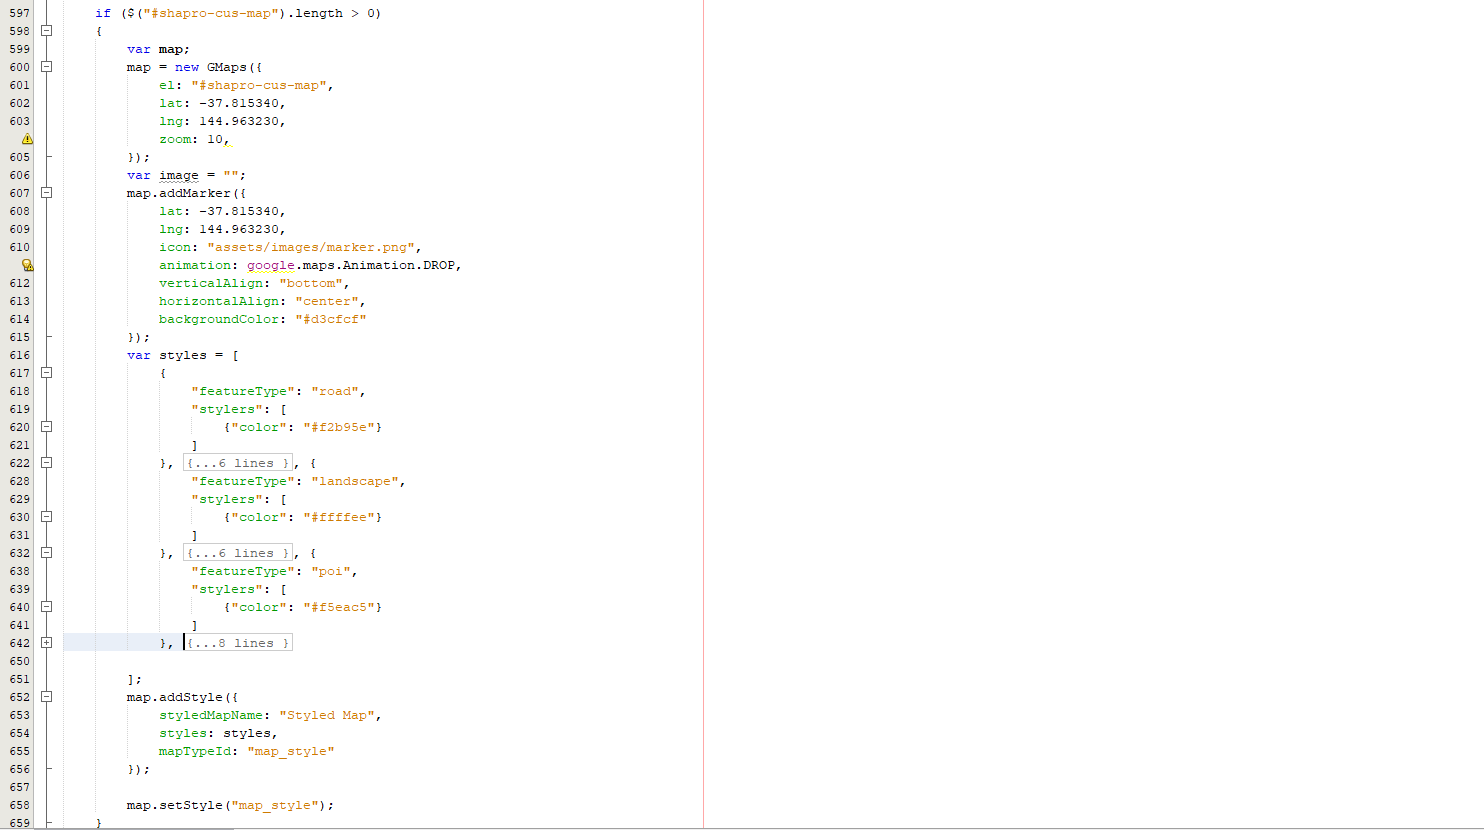 597 if ($("#shapro-cus-map").length > 0)
598 {
599 var map;
600 map = new GMaps({
601 el: "#shapro-cus-map",
602 lat: -37.815340,
603 lng: 144.963230,
zoom: 10,
605 });
606 var image = "";
607 map.addMarker({
608 lat: -37.815340,
609 lng: 144.963230,
610 icon: "assets/images/marker.png",
animation: google.maps.Animation.DROP,
612 verticalAlign: "bottom",
613 horizontalAlign: "center",
614 backgroundColor: "#d3cfcf"
615 });
616 var styles = [
617 {
618 "featureType": "road",
619 "stylers": [
620 {"color": "#f2b95e"}
621 ]
622 }, {...6 lines }, {
628 "featureType": "landscape",
629 "stylers": [
630 {"color": "#ffffee"}
631 ]
632 }, {...6 lines }, {
638 "featureType": "poi",
639 "stylers": [
640 {"color": "#f5eac5"}
641 ]
642 }, {...8 lines }
650
651 ];
652 map.addStyle({
653 styledMapName: "Styled Map",
654 styles: styles,
655 mapTypeId: "map_style"
656 });
657
658 map.setStyle("map_style");
659 }